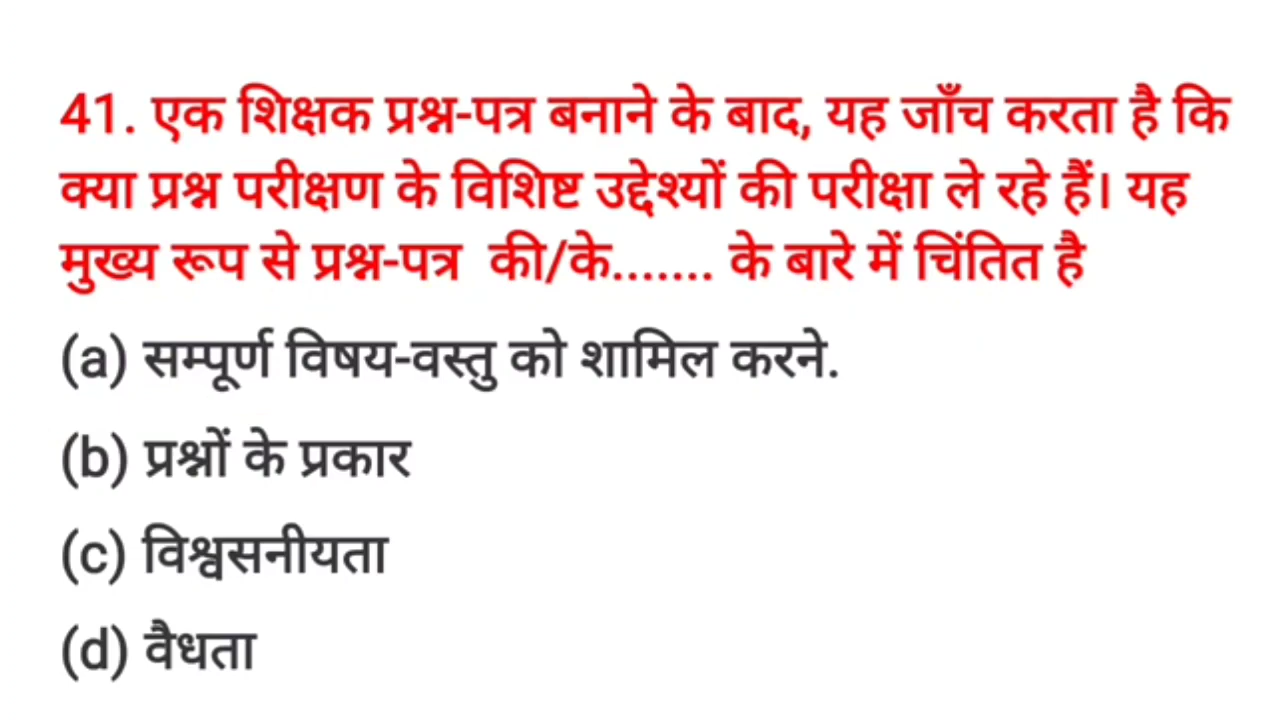 41. एक शिक्षक प्रश्न-पत्र बनाने के बाद, यह जाँच करता है कि
क्या प्रश्न परीक्षण के विशिष्ट उद्देश्यों की परीक्षा ले रहे हैं। यह
मुख्य रूप से प्रश्न-पत्र की/के....... के बारे में चिंतित है
(a) सम्पूर्ण विषय-वस्तु को शामिल करने.
(b) प्रश्नों के प्रकार
(c) विश्वसनीयता
(d) वैधता